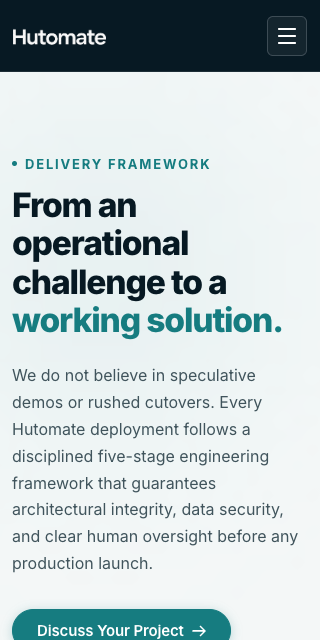 Hutomate
DELIVERY FRAMEWORK
From an
operational
challenge to a
working solution.
We do not believe in speculative
demos or rushed cutovers. Every
Hutomate deployment follows a
disciplined five-stage engineering
framework that guarantees
architectural integrity, data security,
and clear human oversight before any
production launch.
Discuss Your Project →